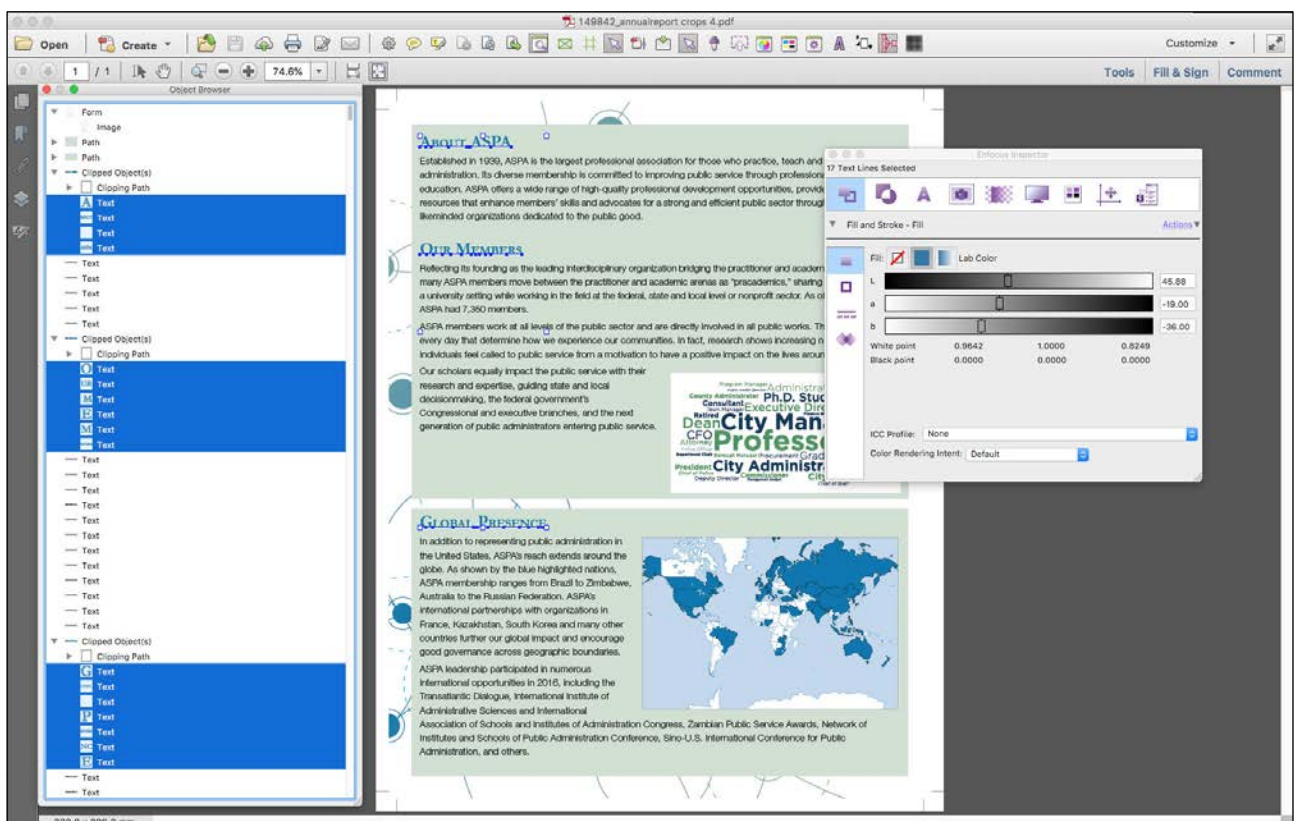 149842_annualreport crops 4.pdf
Open
Create
Customize
1 / 1
74.6%
Tools
Fill & Sign
Comment
Object Browser
Form
Image
Path
Path
Clipped Object(s)
Clipping Path
A Text
Text
Text
Text
Text
Text
Text
Text
Text
Clipped Object(s)
Clipping Path
O Text
UR Text
M Text
E Text
M Text
Text
Text
Text
Text
Text
Text
Text
Text
Text
Text
Text
Text
Text
Clipped Object(s)
Clipping Path
G Text
Text
Text
P Text
Text
NC Text
E Text
Text
Text
ABOUT ASPA
Established in 1939, ASPA is the largest professional association for those who practice, teach and
administration. Its diverse membership is committed to improving public service through profession
education. ASPA offers a wide range of high-quality professional development opportunities, provide
resources that enhance members' skills and advocates for a strong and efficient public sector through
likeminded organizations dedicated to the public good.
OUR MEMBERS
Reflecting its founding as the leading interdisciplinary organization bridging the practitioner and academ
many ASPA members move between the practitioner and academic arenas as "pracademics," sharing
a university setting while working in the field at the federal, state and local level or nonprofit sector. As of
ASPA had 7,350 members.
ASPA members work at all levels of the public sector and are directly involved in all public works. Th
every day that determine how we experience our communities. In fact, research shows increasing n
individuals feel called to public service from a motivation to have a positive impact on the lives aroun
Our scholars equally impact the public service with their
research and expertise, guiding state and local
decisionmaking, the federal government's
Congressional and executive branches, and the next
generation of public administrators entering public service.
Program Manager
Administra
County Administrator
Ph.D. Stud
Consultant
Executive Dire
Retired
Dean
City Man
CFO
Attorney
Professo
Procurement
Grad
President
City Administr
Deputy Director
Commissioner
City
GLOBAL PRESENCE
In addition to representing public administration in
the United States, ASPA's reach extends around the
globe. As shown by the blue highlighted nations,
ASPA membership ranges from Brazil to Zimbabwe,
Australia to the Russian Federation. ASPA's
international partnerships with organizations in
France, Kazakhstan, South Korea and many other
countries further our global impact and encourage
good governance across geographic boundaries.
ASPA leadership participated in numerous
international opportunities in 2016, including the
Transatlantic Dialogue, International Institute of
Administrative Sciences and International
Association of Schools and Institutes of Administration Congress, Zambian Public Service Awards, Network of
Institutes and Schools of Public Administration Conference, Sino-U.S. International Conference for Public
Administration, and others.
Enfocus Inspector
17 Text Lines Selected
Fill and Stroke - Fill
Actions
Fill:
Lab Color
L 45.88
a -19.00
b -36.00
White point 0.9642 1.0000 0.8249
Black point 0.0000 0.0000 0.0000
ICC Profile: None
Color Rendering Intent: Default